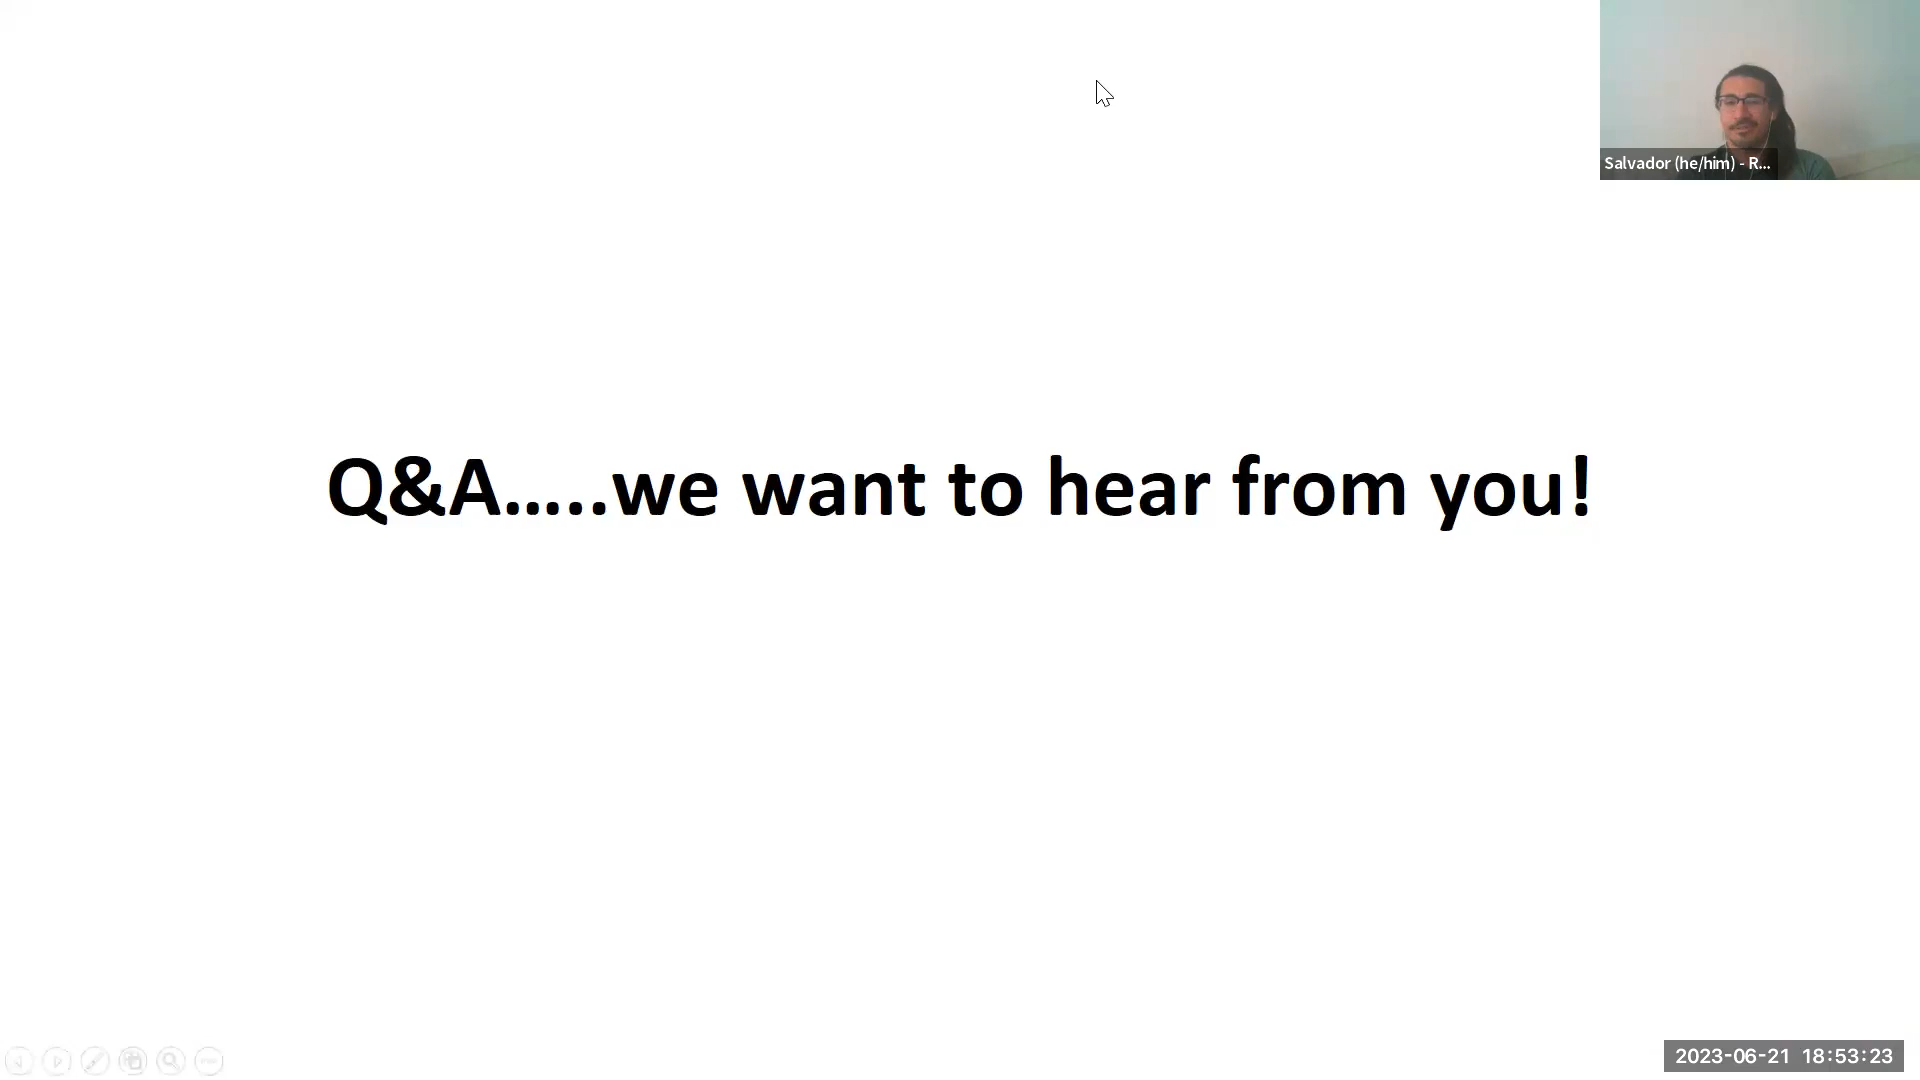 Salvador (he/him) - R...
Q&A.....we want to hear from you!
2023-06-21 18:53:23